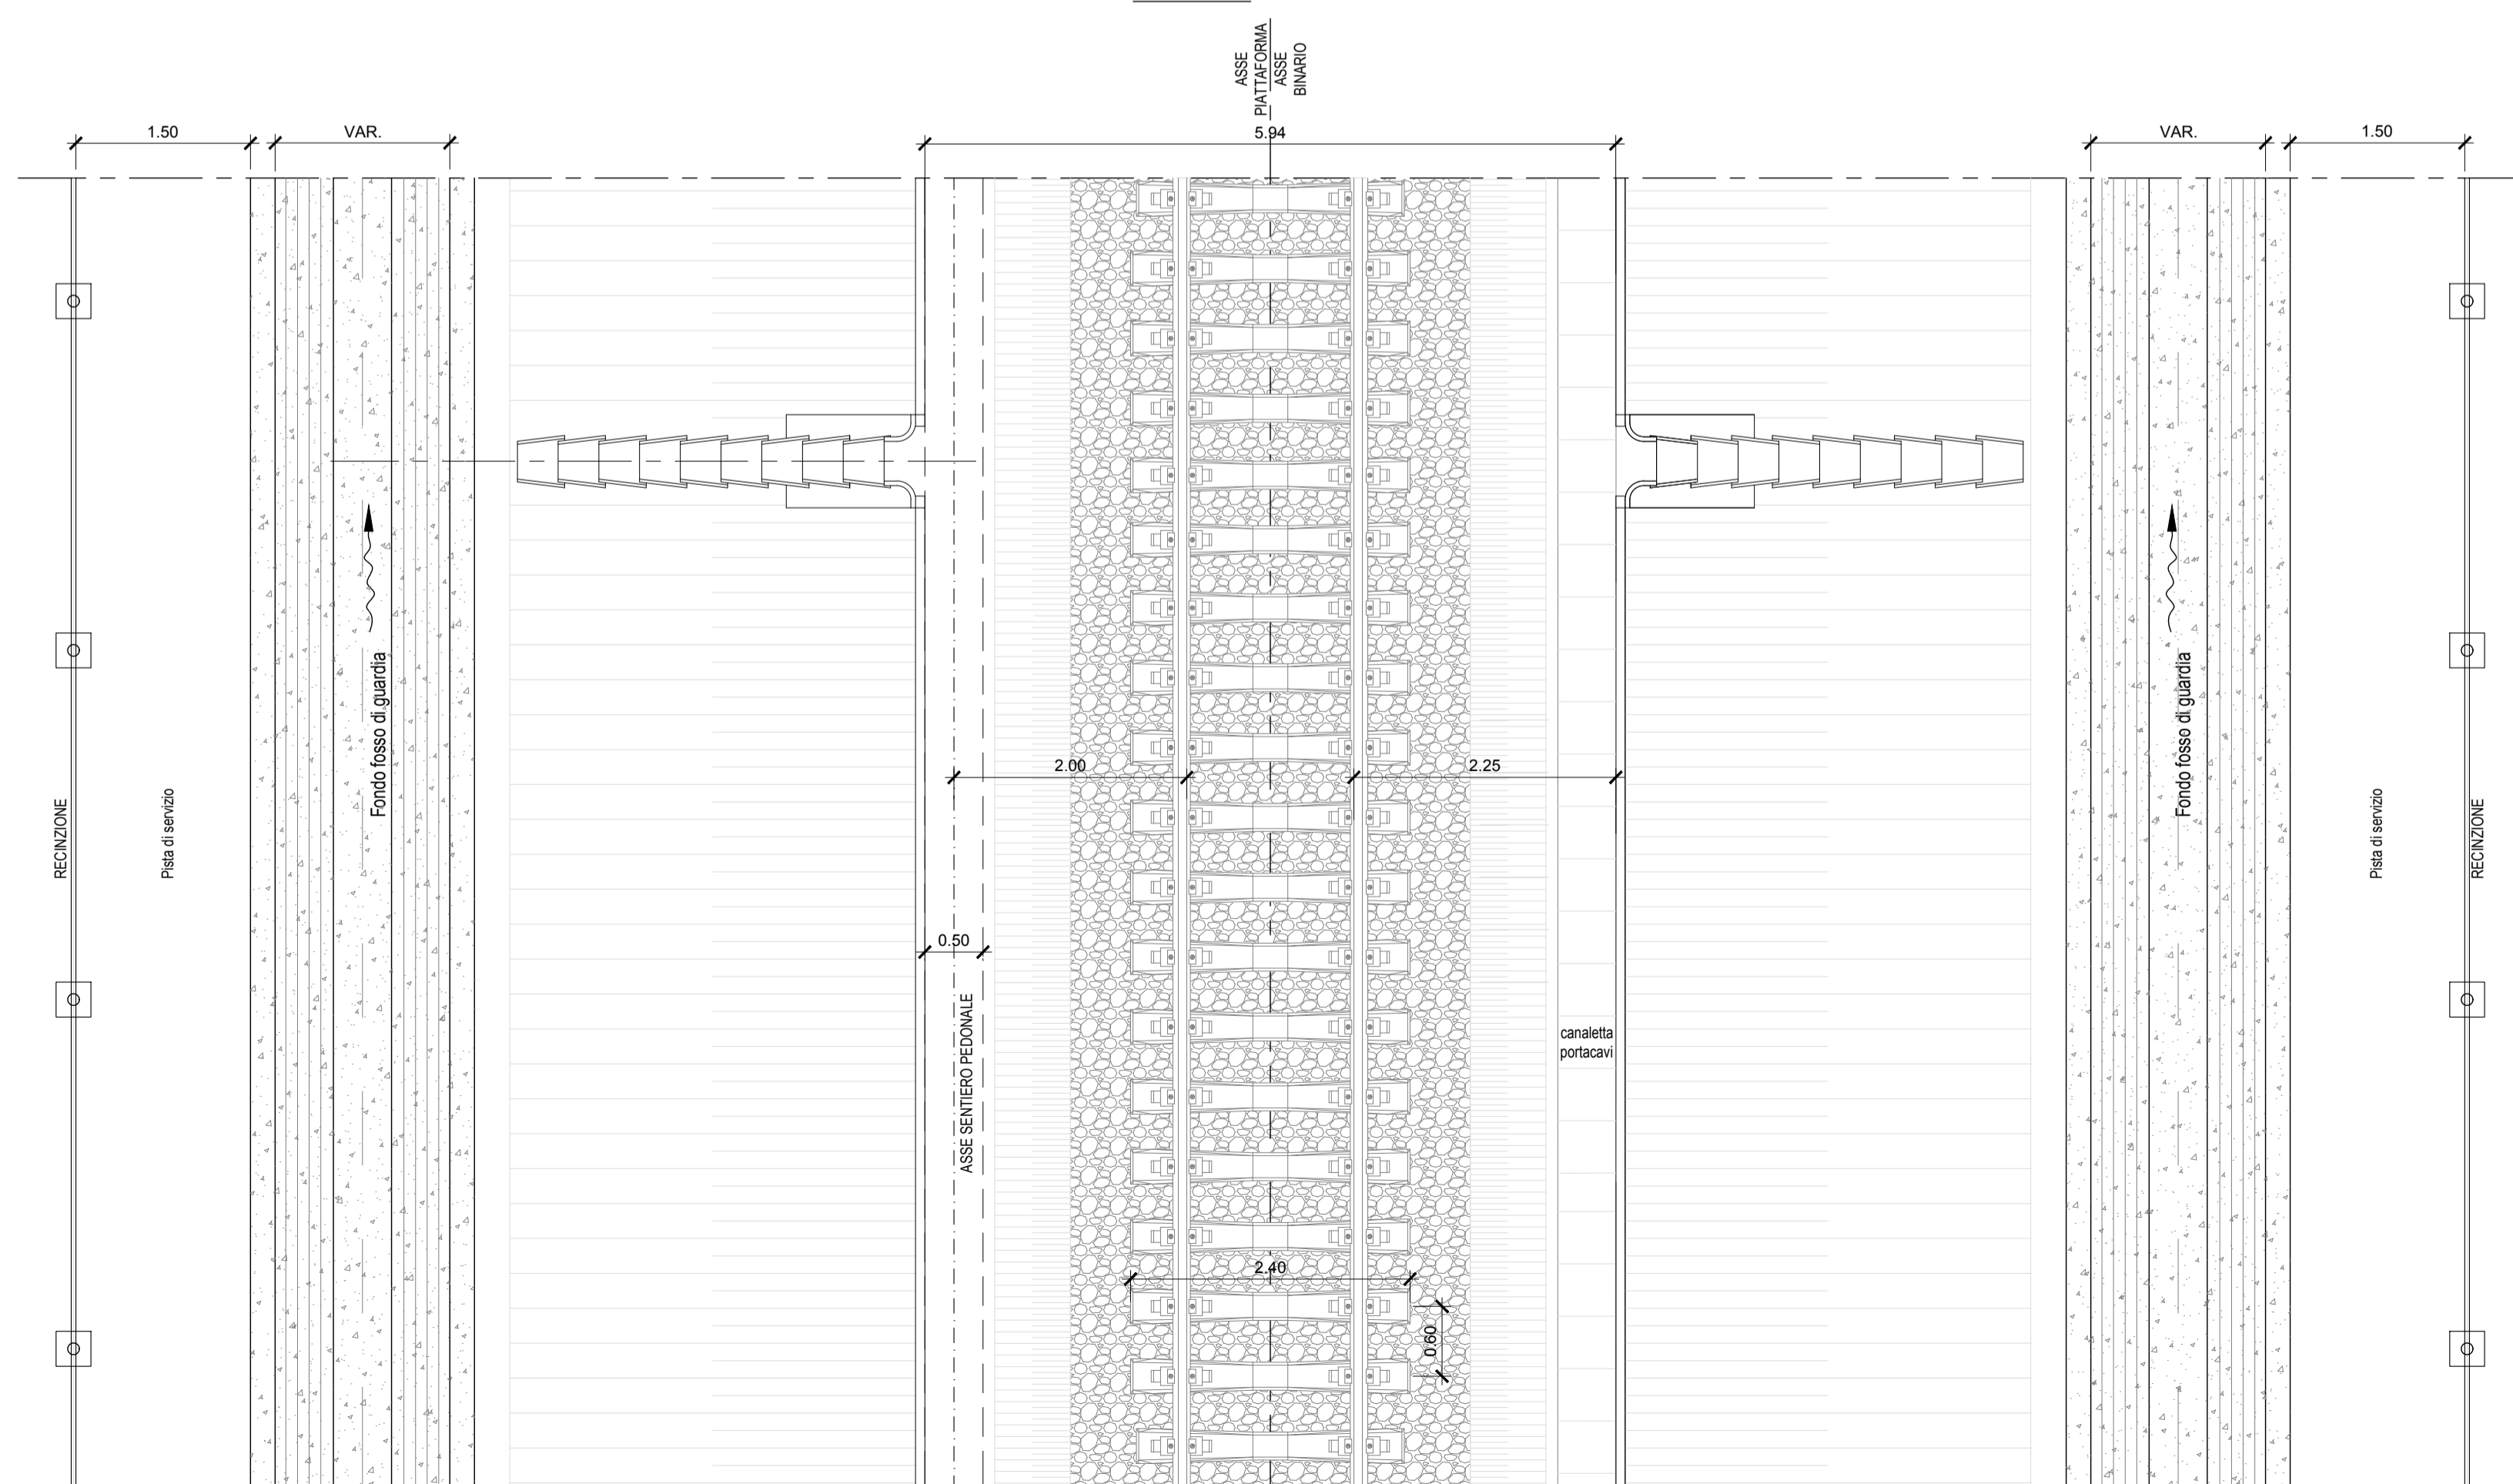 ASSE
PIATTAFORMA
ASSE
BINARIO
1.50
VAR.
5.94
VAR.
1.50
Fondo fosso di guardia
Fondo fosso di guardia
2.00
2.25
RECINZIONE
Pista di servizio
Pista di servizio
RECINZIONE
0.50
ASSE SENTIERO PEDONALE
canaletta
portacavi
2.40
0.60